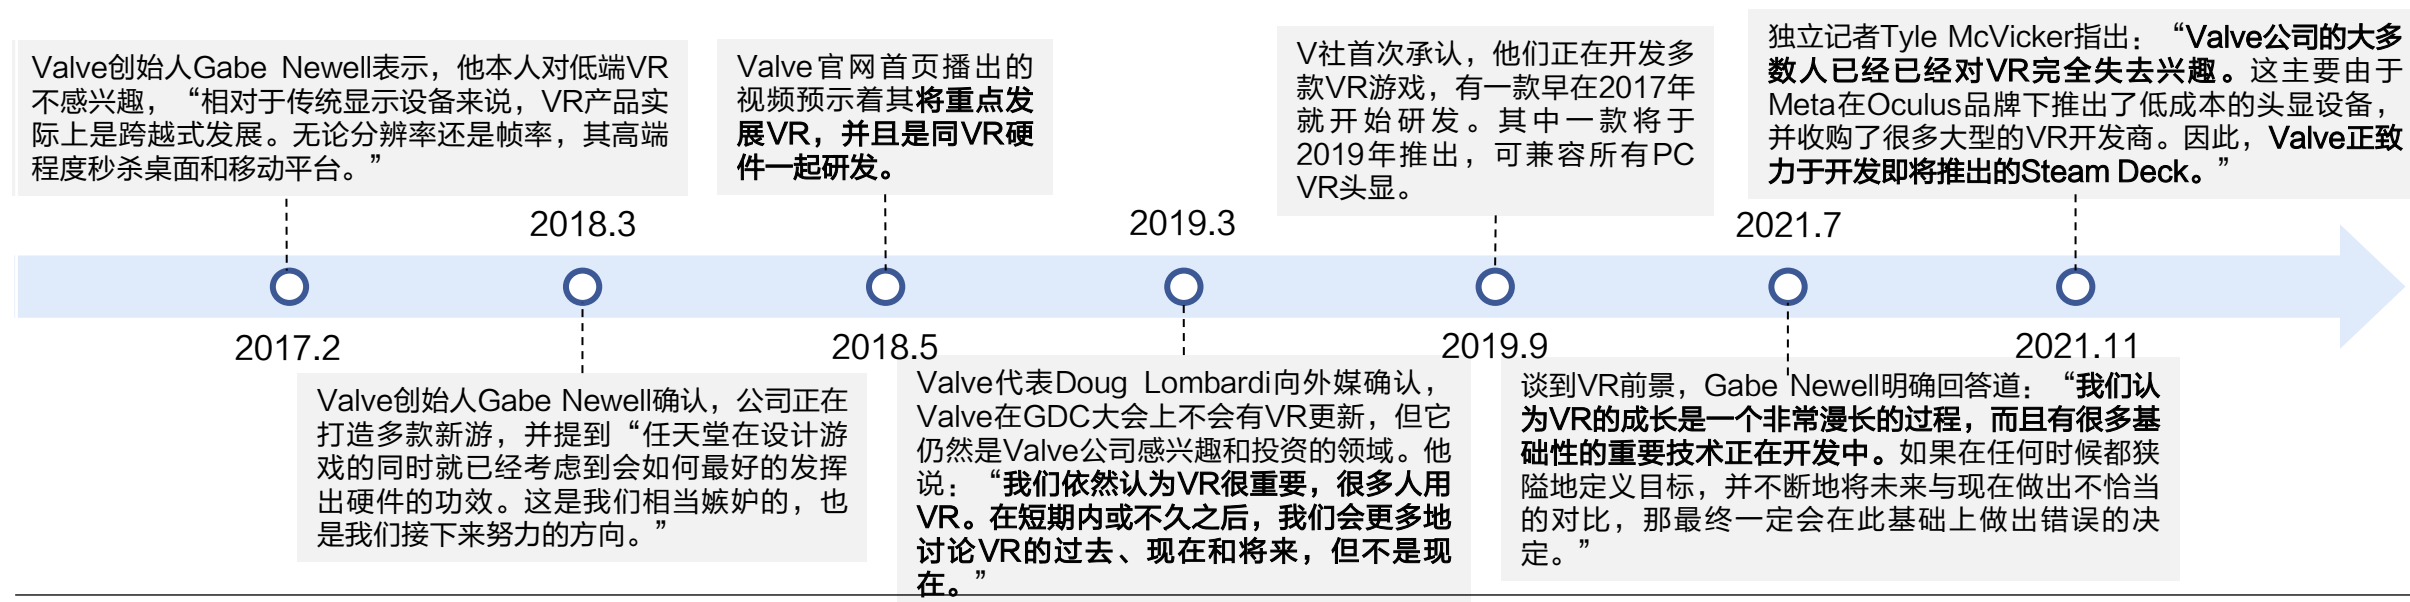 Valve创始人Gabe Newell表示，他本人对低端VR
不感兴趣，“相对于传统显示设备来说，VR产品实
际上是跨越式发展。无论分辨率还是帧率，其高端
程度秒杀桌面和移动平台。”
Valve官网首页播出的
视频预示着其将重点发
展VR，并且是同VR硬
件一起研发。
V社首次承认，他们正在开发多
款VR游戏，有一款早在2017年
就开始研发。其中一款将于
2019年推出，可兼容所有PC
VR头显。
独立记者Tyle McVicker指出：“Valve公司的大多
数人已经已经对VR完全失去兴趣。这主要由于
Meta在Oculus品牌下推出了低成本的头显设备，
并收购了很多大型的VR开发商。因此，Valve正致
力于开发即将推出的Steam Deck。”
2018.3
2019.3
2021.7
2017.2
2018.5
2019.9
2021.11
Valve创始人Gabe Newell确认，公司正在
打造多款新游，并提到“任天堂在设计游
戏的同时就已经考虑到会如何最好的发挥
出硬件的功效。这是我们相当嫉妒的，也
是我们接下来努力的方向。”
Valve代表Doug Lombardi向外媒确认，
Valve在GDC大会上不会有VR更新，但它
仍然是Valve公司感兴趣和投资的领域。他
说：“我们依然认为VR很重要，很多人用
VR。在短期内或不久之后，我们会更多地
讨论VR的过去、现在和将来，但不是现
在。”
谈到VR前景，Gabe Newell明确回答道：“我们认
为VR的成长是一个非常漫长的过程，而且有很多基
础性的重要技术正在开发中。如果在任何时候都狭
隘地定义目标，并不断地将未来与现在做出不恰当
的对比，那最终一定会在此基础上做出错误的决
定。”